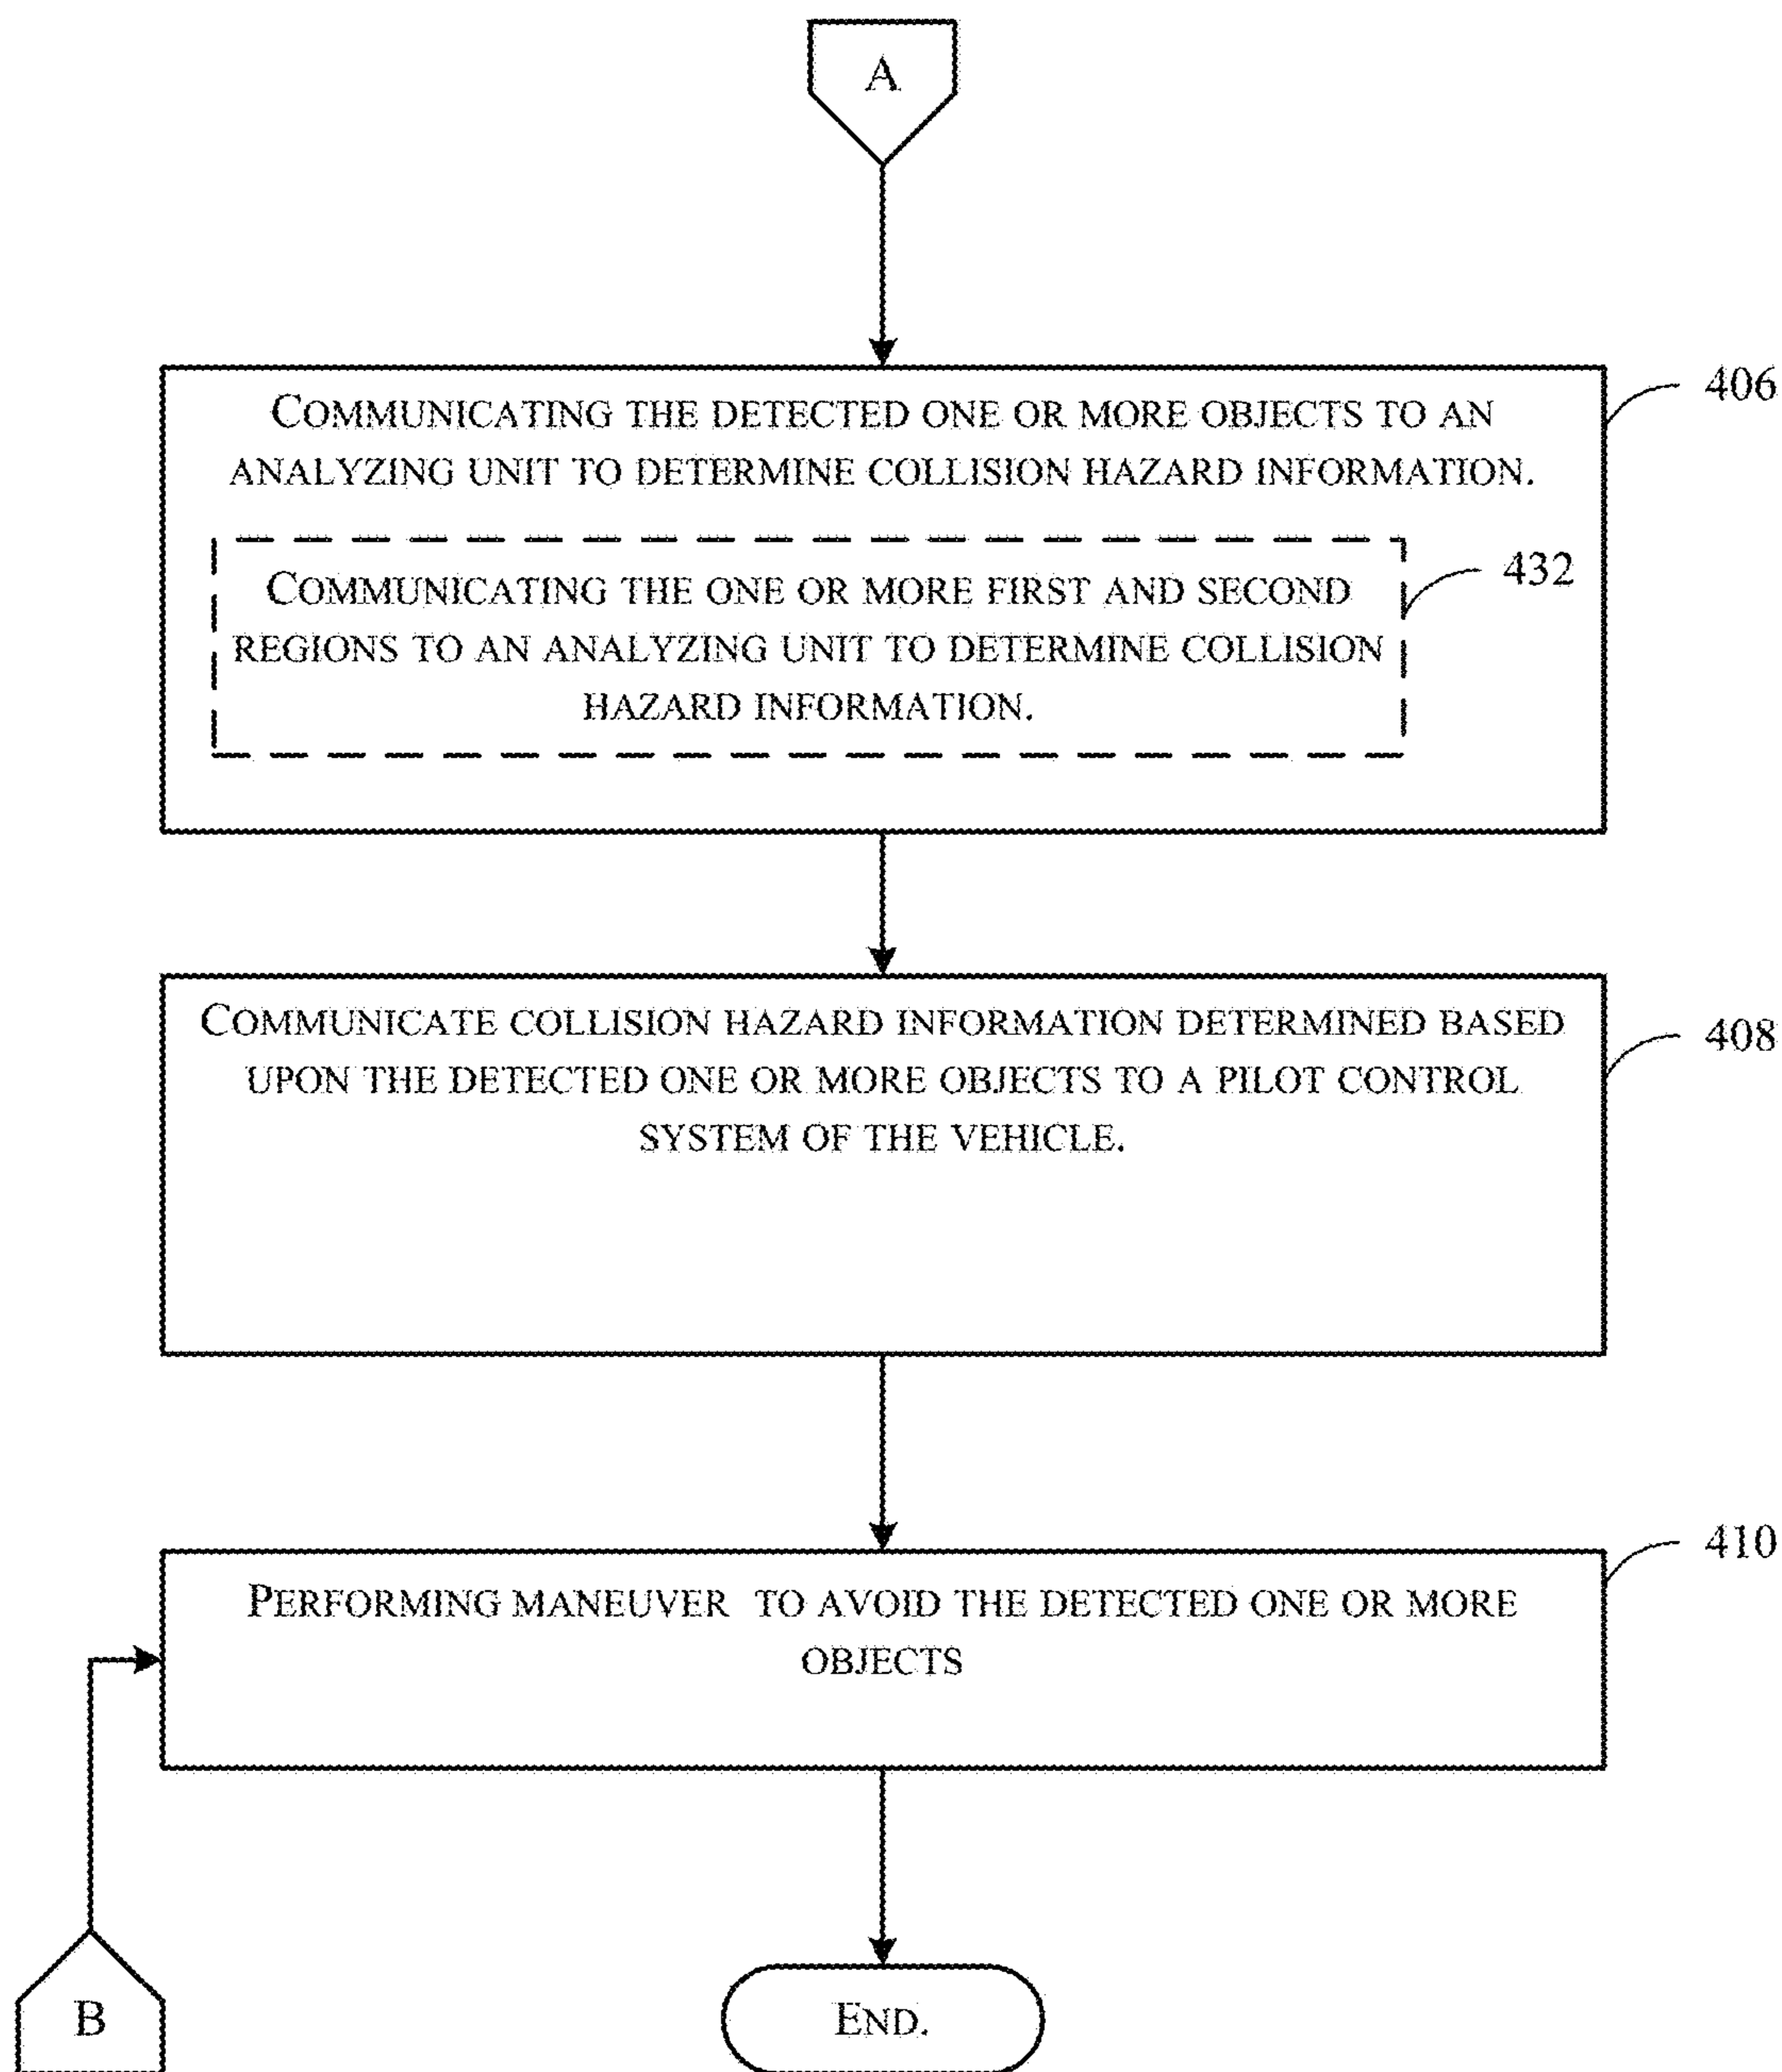 A
COMMUNICATING THE DETECTED ONE OR MORE OBJECTS TO AN
ANALYZING UNIT TO DETERMINE COLLISION HAZARD INFORMATION.
406
COMMUNICATING THE ONE OR MORE FIRST AND SECOND
REGIONS TO AN ANALYZING UNIT TO DETERMINE COLLISION
HAZARD INFORMATION.
432
COMMUNICATE COLLISION HAZARD INFORMATION DETERMINED BASED
UPON THE DETECTED ONE OR MORE OBJECTS TO A PILOT CONTROL
SYSTEM OF THE VEHICLE.
408
PERFORMING MANEUVER TO AVOID THE DETECTED ONE OR MORE
OBJECTS
410
B
END.